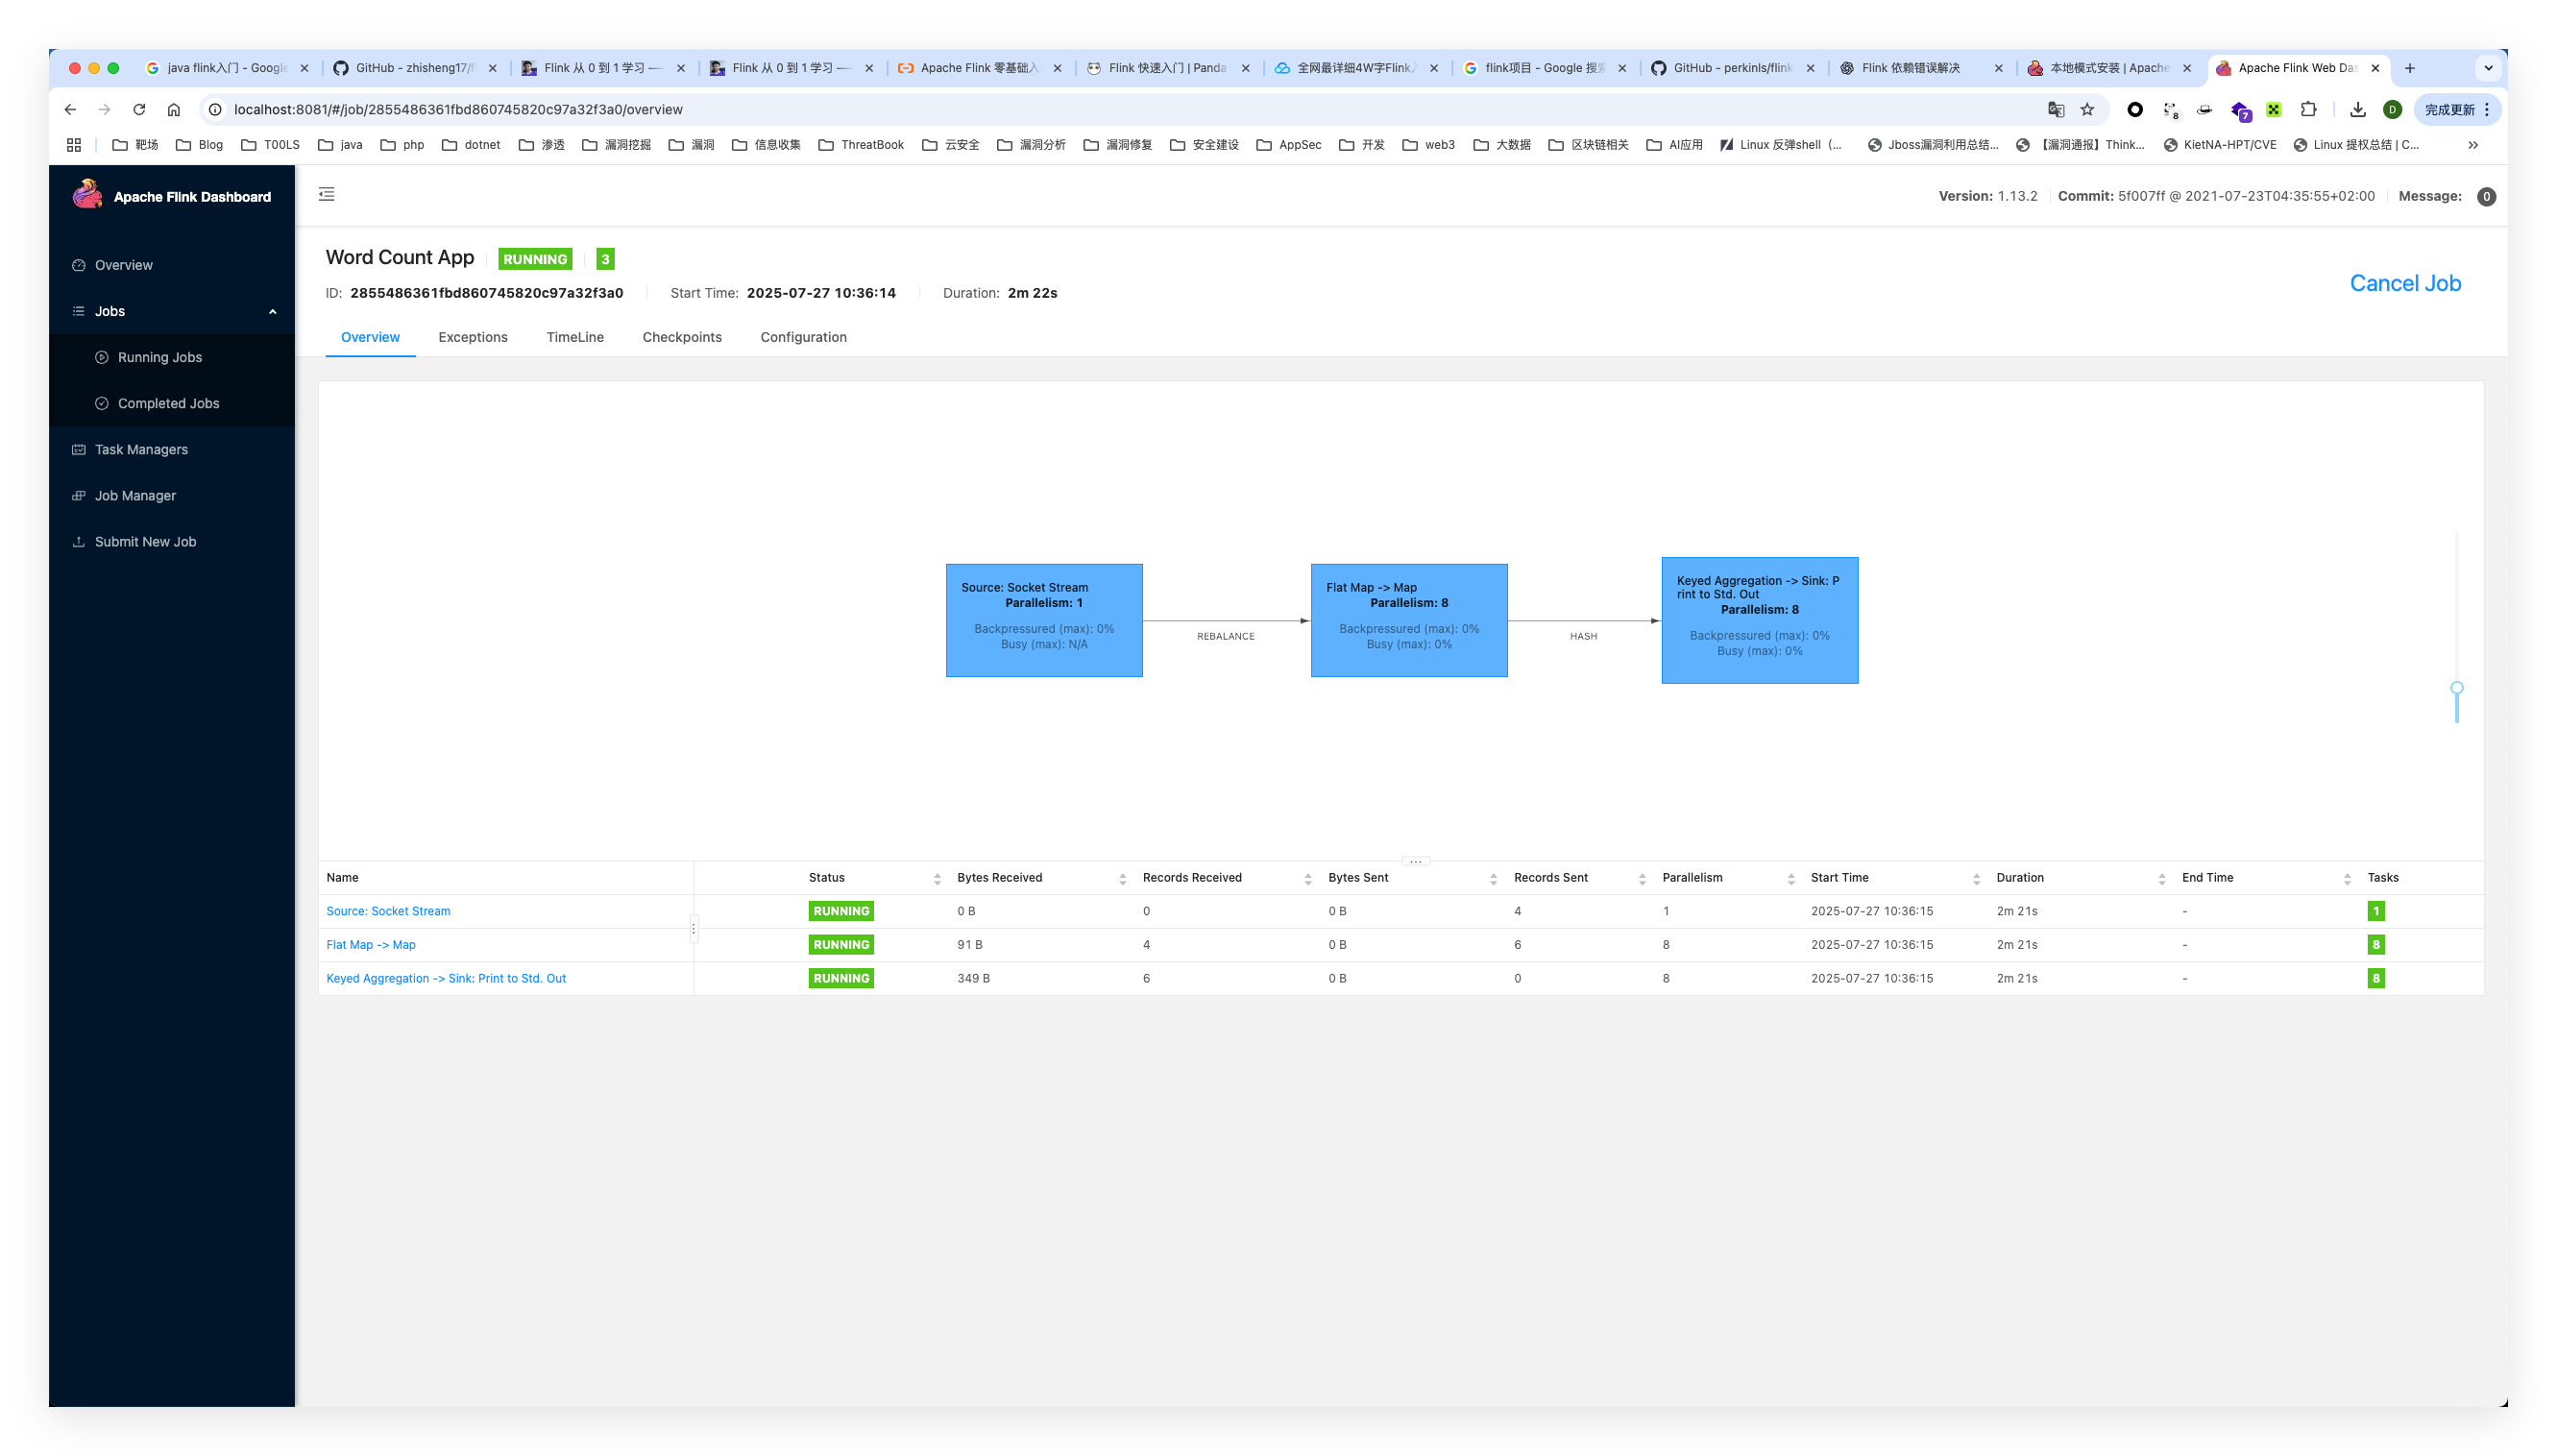 java flink入门 - Google
GitHub - zhisheng17/f
Flink 从 0 到 1 学习 ——
Flink 从 0 到 1 学习 ——
Apache Flink 零基础入
Flink 快速入门 | Panda
全网最详细4W字Flink入
flink项目 - Google 搜索
GitHub - perkinls/flink
Flink 依赖错误解决
本地模式安装 | Apache
Apache Flink Web Das
localhost:8081/#/job/2855486361fbd860745820c97a32f3a0/overview
8
7
D
完成更新
靶场
Blog
T00LS
java
php
dotnet
渗透
漏洞挖掘
漏洞
信息收集
ThreatBook
云安全
漏洞分析
漏洞修复
安全建设
AppSec
开发
web3
大数据
区块链相关
AI应用
Linux 反弹shell（...
Jboss漏洞利用总结...
【漏洞通报】Think...
KietNA-HPT/CVE
Linux 提权总结 | C...
Apache Flink Dashboard
Version: 1.13.2 Commit: 5f007ff @ 2021-07-23T04:35:55+02:00 Message: 0
Overview
Jobs
Running Jobs
Completed Jobs
Task Managers
Job Manager
Submit New Job
Word Count App RUNNING 3
ID: 2855486361fbd860745820c97a32f3a0 Start Time: 2025-07-27 10:36:14 Duration: 2m 22s
Cancel Job
Overview Exceptions TimeLine Checkpoints Configuration
Source: Socket Stream
Parallelism: 1
Backpressured (max): 0%
Busy (max): N/A
REBALANCE
Flat Map -> Map
Parallelism: 8
Backpressured (max): 0%
Busy (max): 0%
HASH
Keyed Aggregation -> Sink: P
rint to Std. Out
Parallelism: 8
Backpressured (max): 0%
Busy (max): 0%
Name Status Bytes Received Records Received Bytes Sent Records Sent Parallelism Start Time Duration End Time Tasks
Source: Socket Stream RUNNING 0 B 0 0 B 4 1 2025-07-27 10:36:15 2m 21s - 1
Flat Map -> Map RUNNING 91 B 4 0 B 6 8 2025-07-27 10:36:15 2m 21s - 8
Keyed Aggregation -> Sink: Print to Std. Out RUNNING 349 B 6 0 B 0 8 2025-07-27 10:36:15 2m 21s - 8